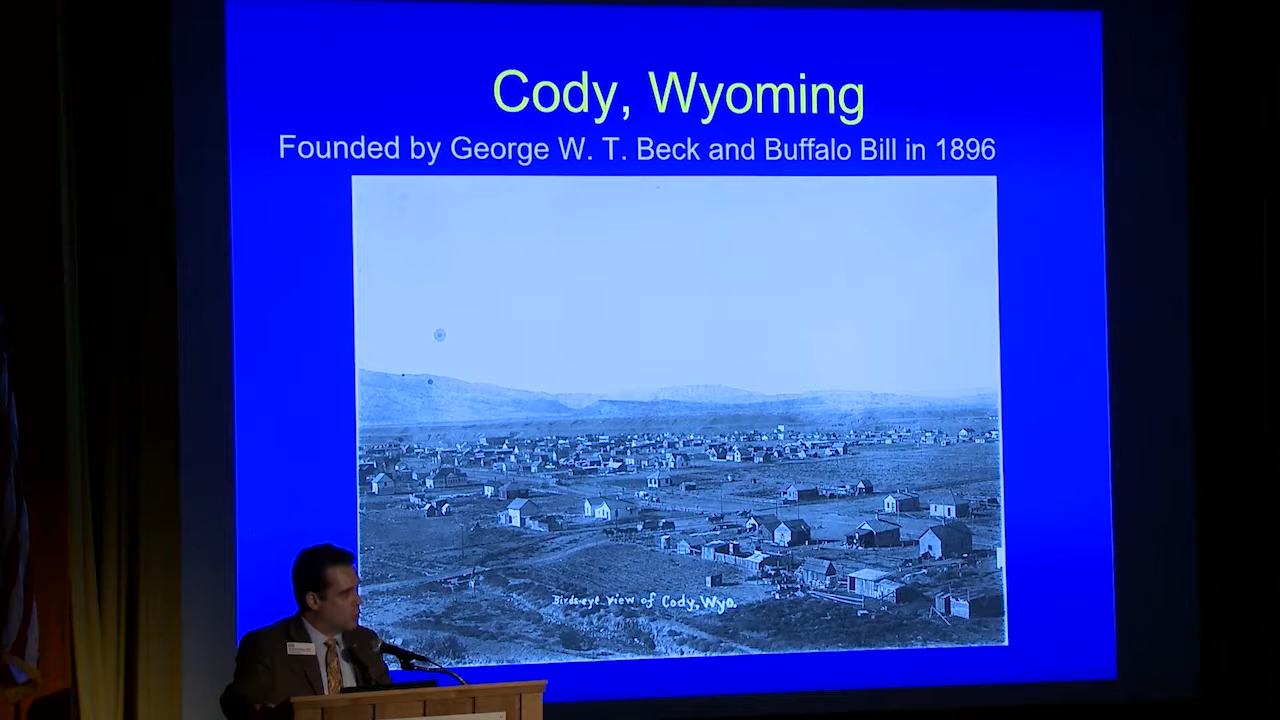 Cody, Wyoming
Founded by George W. T. Beck and Buffalo Bill in 1896
Birds-eye view of Cody, Wyo.